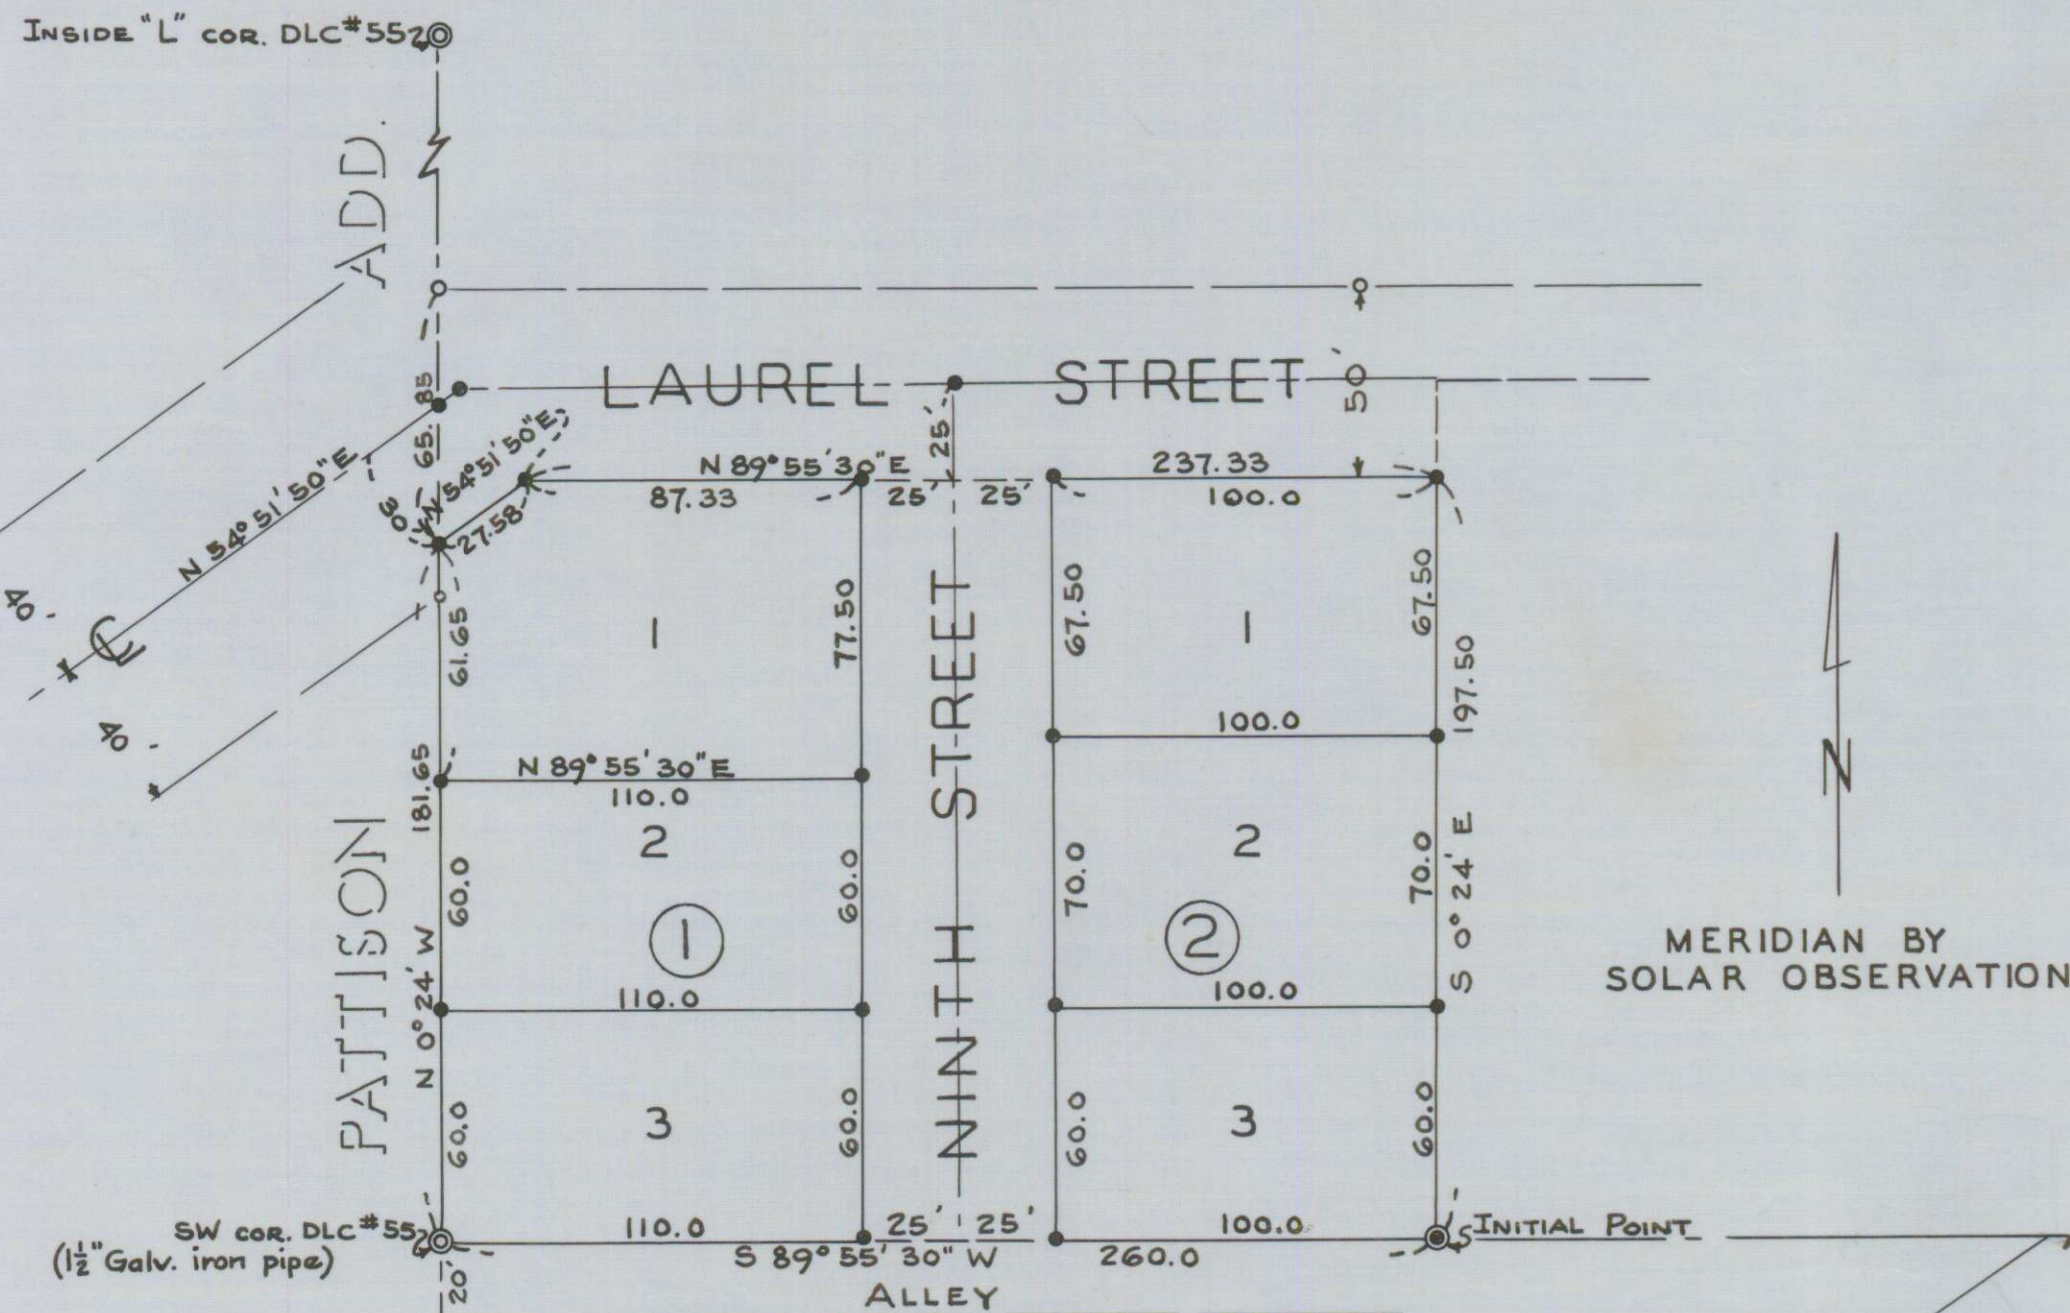 INSIDE "L" COR. DLC #55
ADD.
LAUREL STREET
50'
65.85
N 54° 51' 50" E
N 54° 51' 50" E
30'
27.58
N 89° 55' 30" E
87.33
25'
25'
25'
237.33
100.0
40'
℄
40'
61.65
1
77.50
67.50
1
67.50
197.50
181.65
N 89° 55' 30" E
110.0
100.0
NINTH STREET
PATTISON
60.0
2
60.0
70.0
2
70.0
S 0° 24' E
N 0° 24' W
1
2
110.0
100.0
N
MERIDIAN BY
SOLAR OBSERVATION
60.0
3
60.0
60.0
3
60.0
SW COR. DLC #55
(1½" Galv. iron pipe)
110.0
25'
25'
100.0
INITIAL POINT
S 89° 55' 30" W
260.0
20'
ALLEY